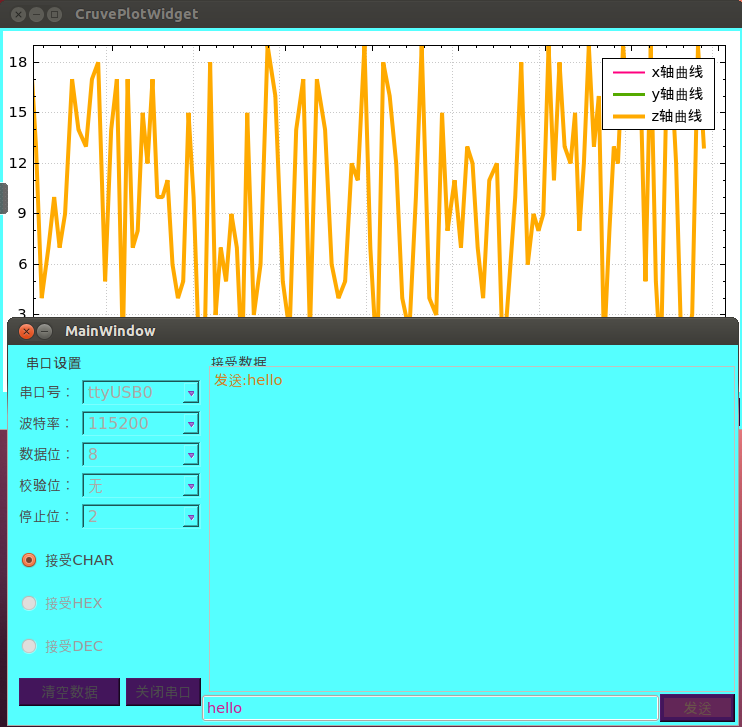 CruvePlotWidget
18
15
12
9
6
3
x轴曲线
y轴曲线
z轴曲线
MainWindow
串口设置
接受数据
串口号： ttyUSB0
波特率： 115200
数据位： 8
校验位： 无
停止位： 2
接受CHAR
接受HEX
接受DEC
清空数据 关闭串口
发送:hello
hello 发送